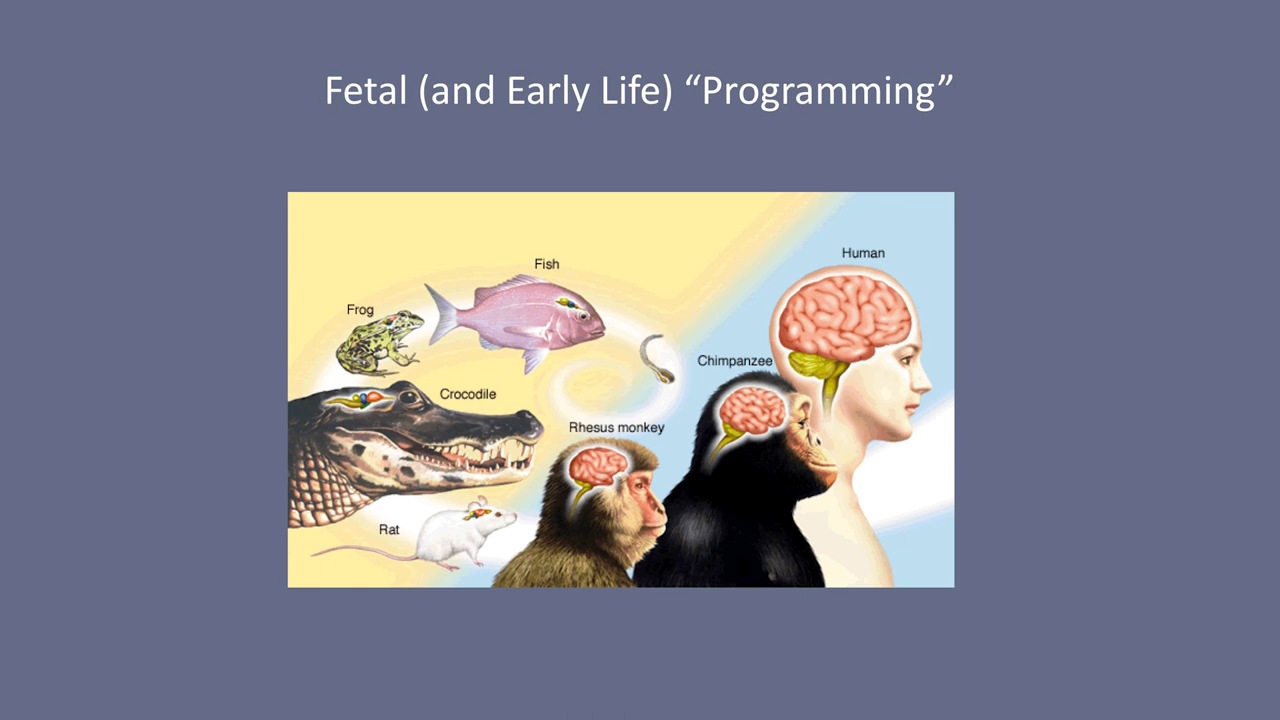 Fetal (and Early Life) “Programming”
Human
Fish
Frog
Chimpanzee
Crocodile
Rhesus monkey
Rat